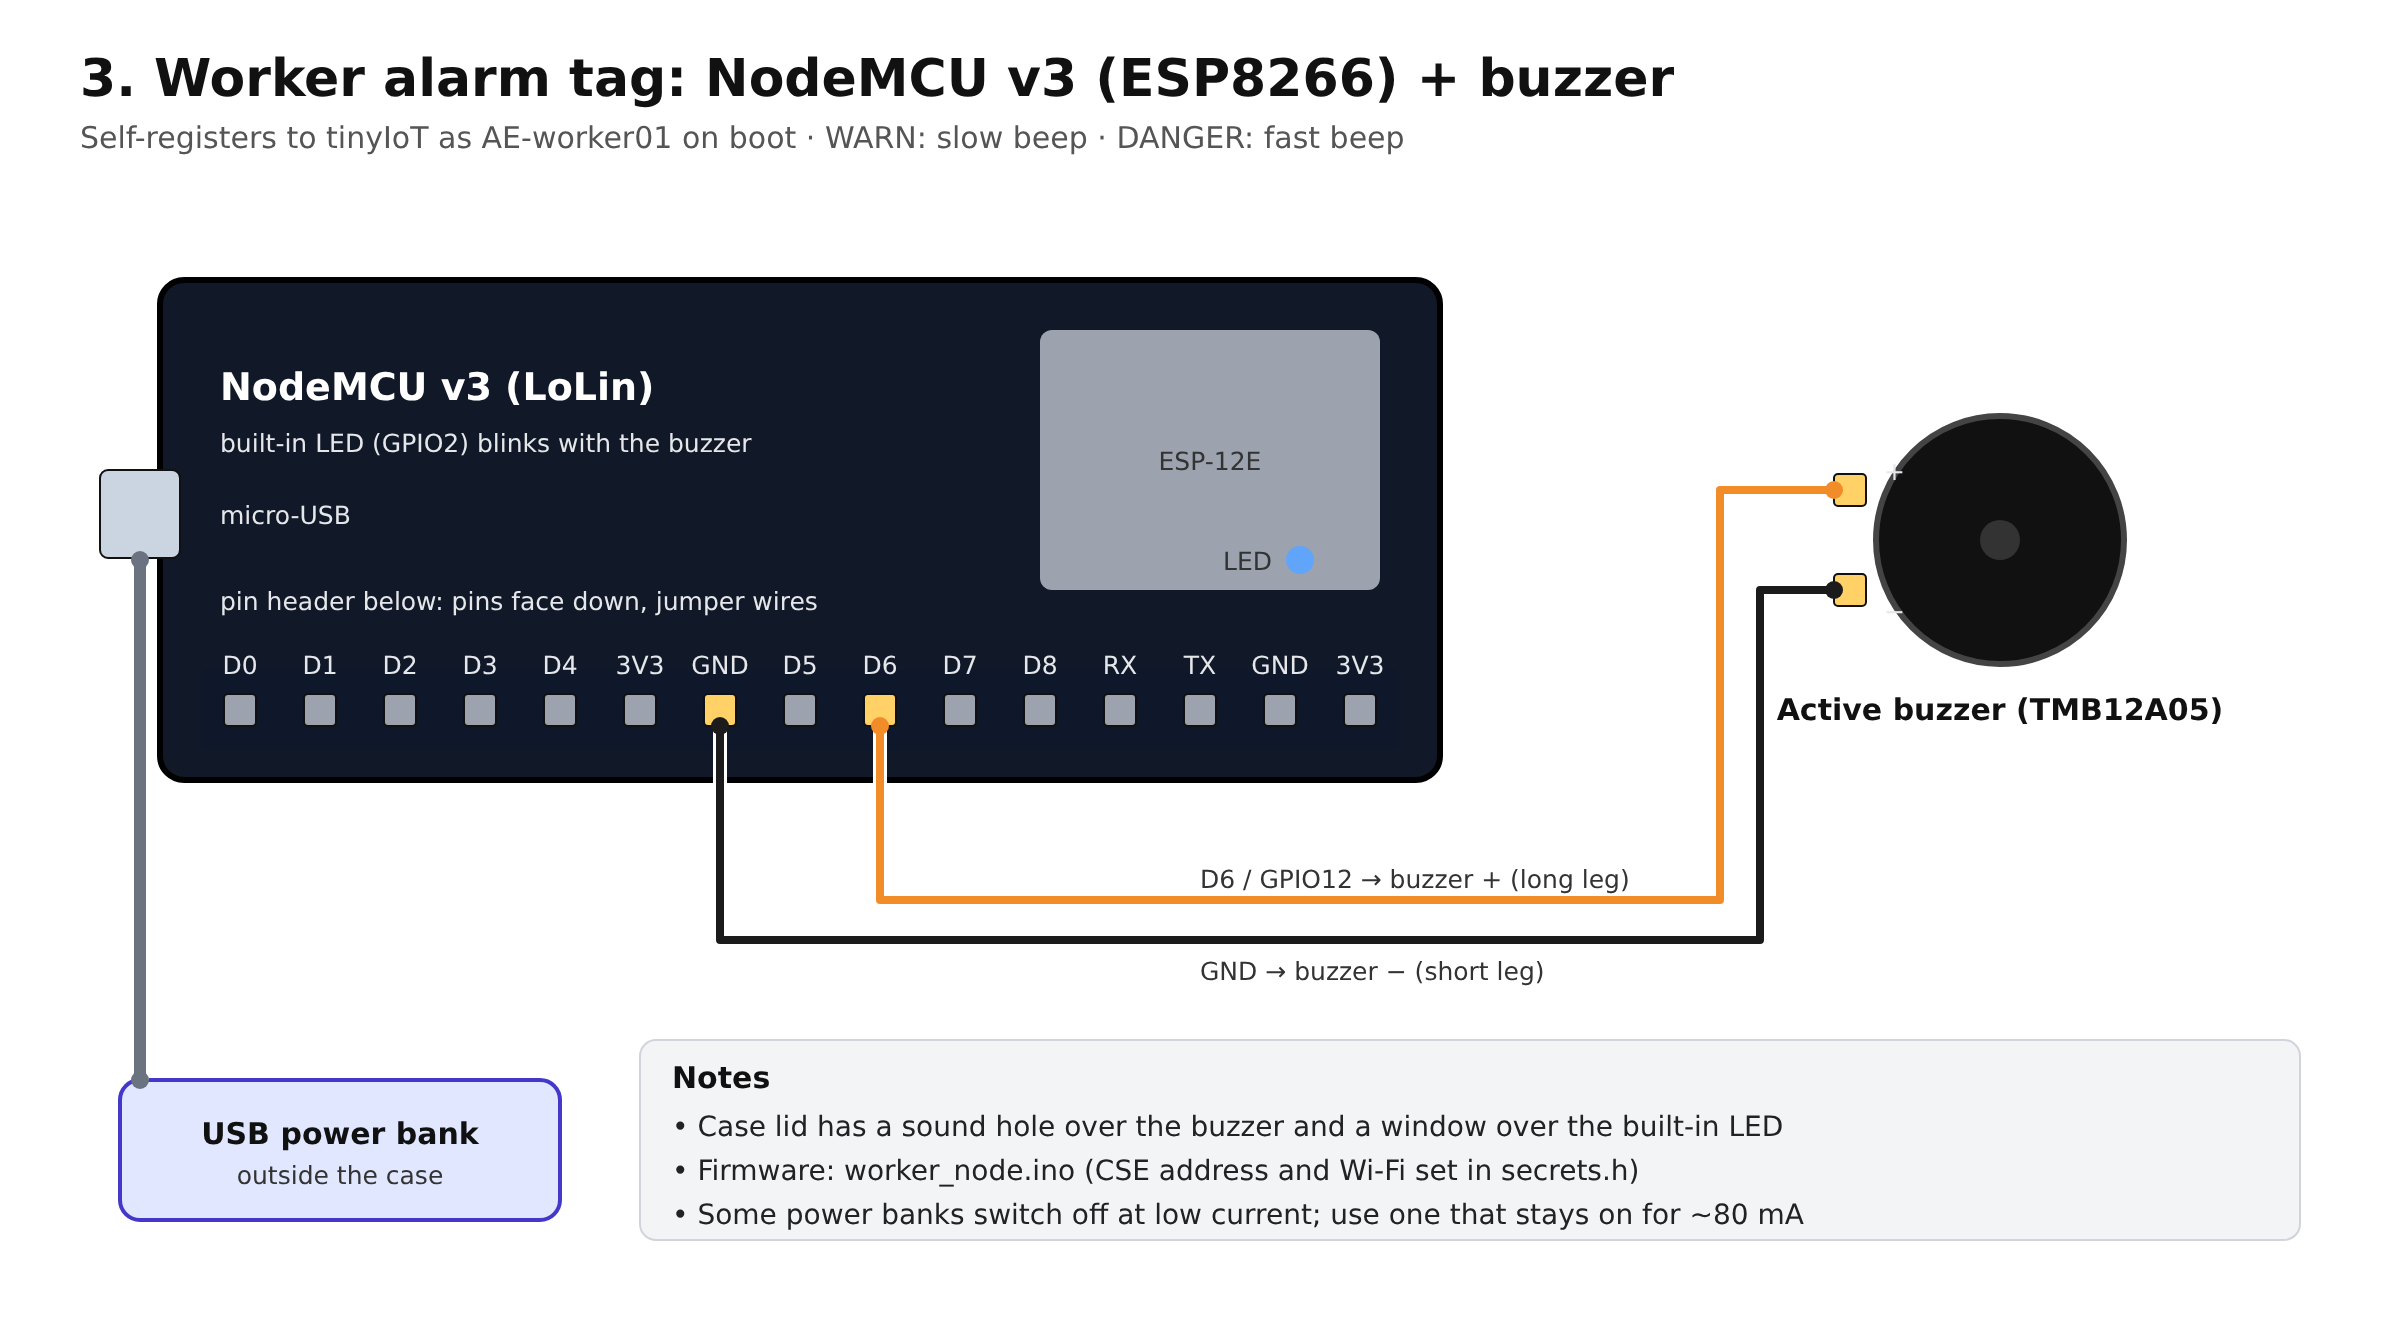 3. Worker alarm tag: NodeMCU v3 (ESP8266) + buzzer
Self-registers to tinyIoT as AE-worker01 on boot · WARN: slow beep · DANGER: fast beep
NodeMCU v3 (LoLin)
built-in LED (GPIO2) blinks with the buzzer
ESP-12E
micro-USB
LED
pin header below: pins face down, jumper wires
D0 D1 D2 D3 D4 3V3 GND D5 D6 D7 D8 RX TX GND 3V3
+
−
Active buzzer (TMB12A05)
D6 / GPIO12 → buzzer + (long leg)
GND → buzzer − (short leg)
USB power bank
outside the case
Notes
• Case lid has a sound hole over the buzzer and a window over the built-in LED
• Firmware: worker_node.ino (CSE address and Wi-Fi set in secrets.h)
• Some power banks switch off at low current; use one that stays on for ~80 mA